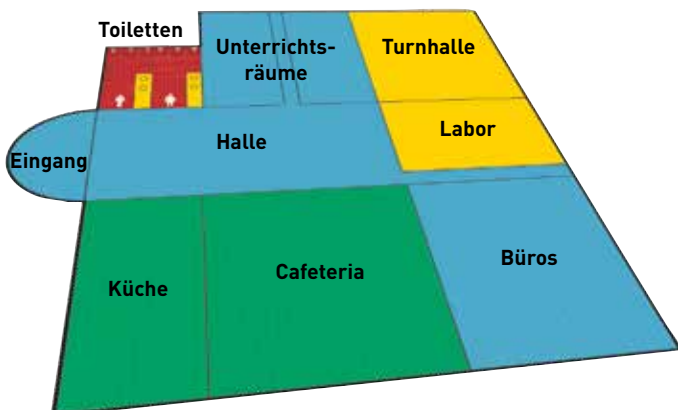 Toiletten
Unterrichts-
räume
Turnhalle
Eingang
Halle
Labor
Küche
Cafeteria
Büros